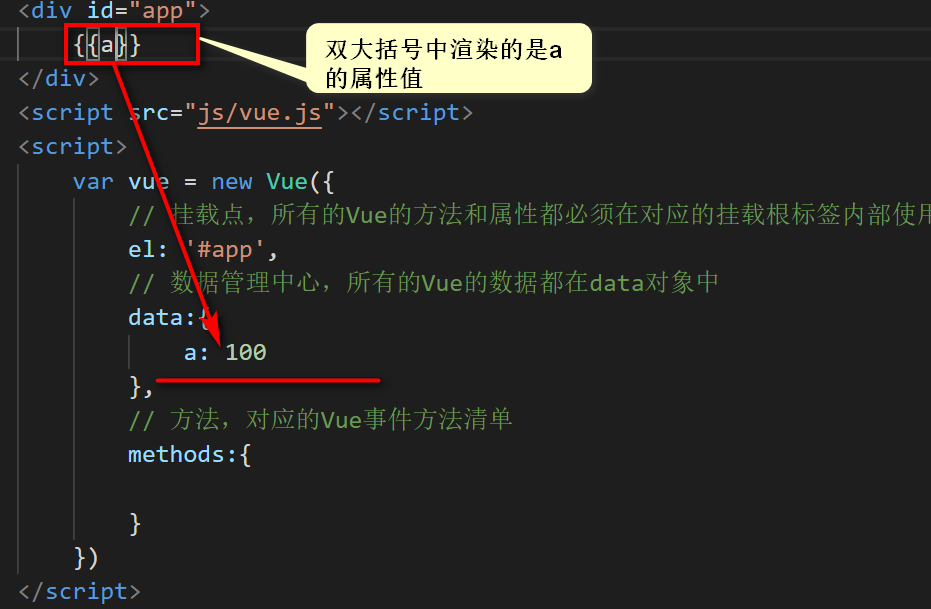 <div id="app">
{{a}}
双大括号中渲染的是a
的属性值
</div>
<script src="js/vue.js"></script>
<script>
var vue = new Vue({
// 挂载点，所有的Vue的方法和属性都必须在对应的挂载根标签内部使用
el: '#app',
// 数据管理中心，所有的Vue的数据都在data对象中
data:{
a: 100
},
// 方法，对应的Vue事件方法清单
methods:{
}
})
</script>